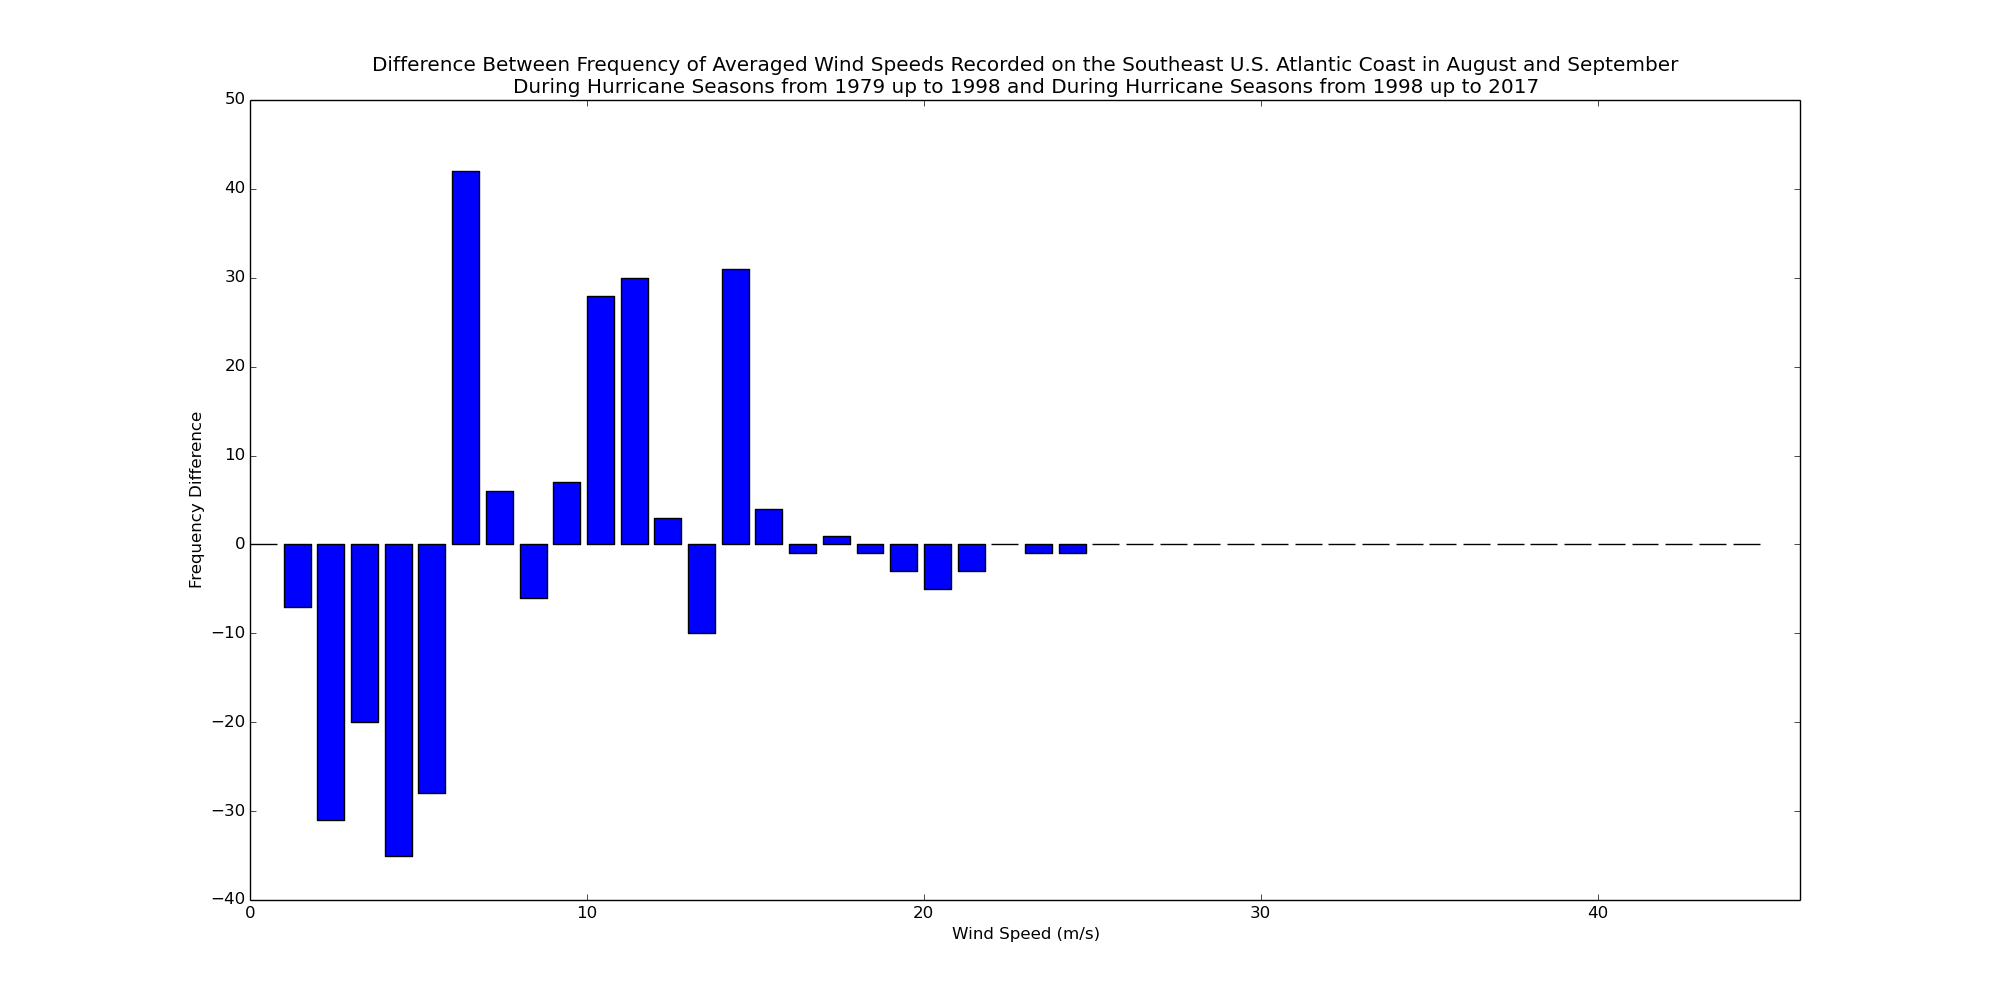 Difference Between Frequency of Averaged Wind Speeds Recorded on the Southeast U.S. Atlantic Coast in August and September
During Hurricane Seasons from 1979 up to 1998 and During Hurricane Seasons from 1998 up to 2017
50
40
30
20
10
0
−10
−20
−30
−40
Frequency Difference
0 10 20 30 40
Wind Speed (m/s)